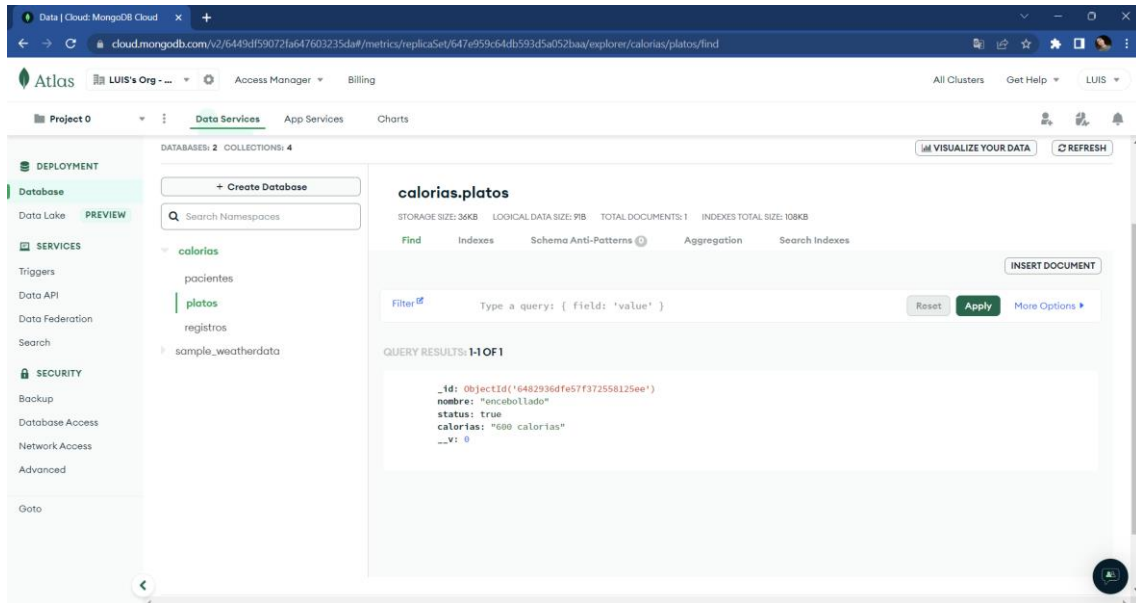 Data | Cloud: MongoDB Cloud
cloud.mongodb.com/v2/6449df59072fa647603235da#/metrics/replicaSet/647e959c64db593d5a052baa/explorer/calorias/platos/find
Atlas LUIS's Org - ... Access Manager Billing All Clusters Get Help LUIS
Project 0 Data Services App Services Charts
DATABASES: 2 COLLECTIONS: 4 VISUALIZE YOUR DATA REFRESH
DEPLOYMENT
Database
Data Lake PREVIEW
SERVICES
Triggers
Data API
Data Federation
Search
SECURITY
Backup
Database Access
Network Access
Advanced
Goto
+ Create Database
Search Namespaces
calorias
pacientes
platos
registros
sample_weatherdata
calorias.platos
STORAGE SIZE: 36KB LOGICAL DATA SIZE: 91B TOTAL DOCUMENTS: 1 INDEXES TOTAL SIZE: 108KB
Find Indexes Schema Anti-Patterns 0 Aggregation Search Indexes
INSERT DOCUMENT
Filter Type a query: { field: 'value' } Reset Apply More Options
QUERY RESULTS: 1-1 OF 1
_id: ObjectId('6482936dfe57f372558125ee')
nombre: "encebollado"
status: true
calorias: "600 calorias"
__v: 0